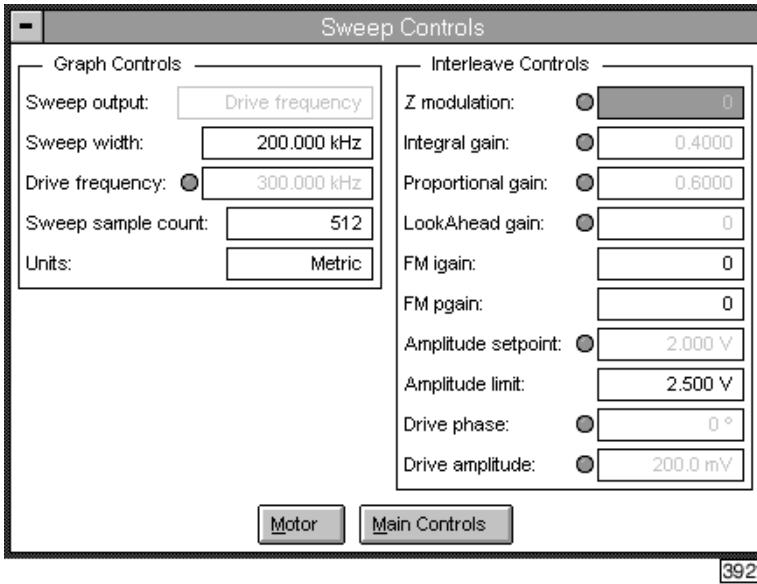 Sweep Controls
Graph Controls
Sweep output: Drive frequency
Sweep width: 200.000 kHz
Drive frequency: 300.000 kHz
Sweep sample count: 512
Units: Metric
Interleave Controls
Z modulation: 0
Integral gain: 0.4000
Proportional gain: 0.6000
LookAhead gain: 0
FM igain: 0
FM pgain: 0
Amplitude setpoint: 2.000 V
Amplitude limit: 2.500 V
Drive phase: 0 °
Drive amplitude: 200.0 mV
Motor
Main Controls
392